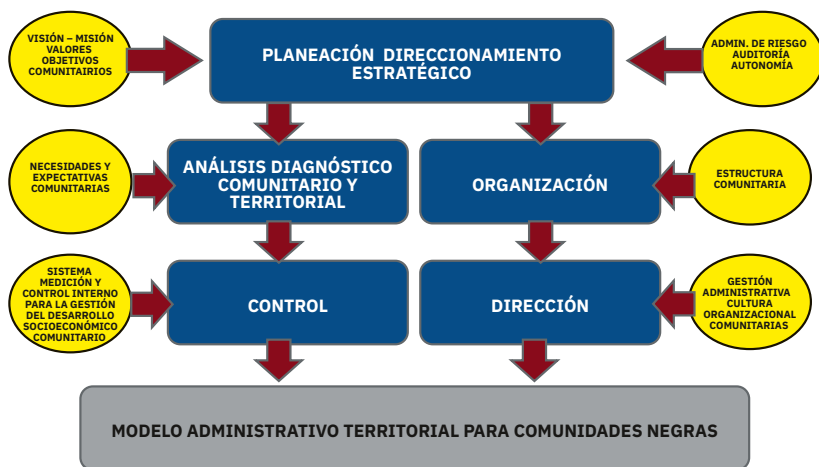 VISIÓN – MISIÓN
VALORES
OBJETIVOS
COMUNITAIRIOS
PLANEACIÓN DIRECCIONAMIENTO
ESTRATÉGICO
ADMIN. DE RIESGO
AUDITORÍA
AUTONOMÍA
NECESIDADES Y
EXPECTATIVAS
COMUNITARIAS
ANÁLISIS DIAGNÓSTICO
COMUNITARIO Y
TERRITORIAL
ORGANIZACIÓN
ESTRUCTURA
COMUNITARIA
SISTEMA
MEDICIÓN Y
CONTROL INTERNO
PARA LA GESTIÓN
DEL DESARROLLO
SOCIOECONÓMICO
COMUNITARIO
CONTROL
DIRECCIÓN
GESTIÓN
ADMINISTRATIVA
CULTURA
ORGANIZACIONAL
COMUNITARIAS
MODELO ADMINISTRATIVO TERRITORIAL PARA COMUNIDADES NEGRAS